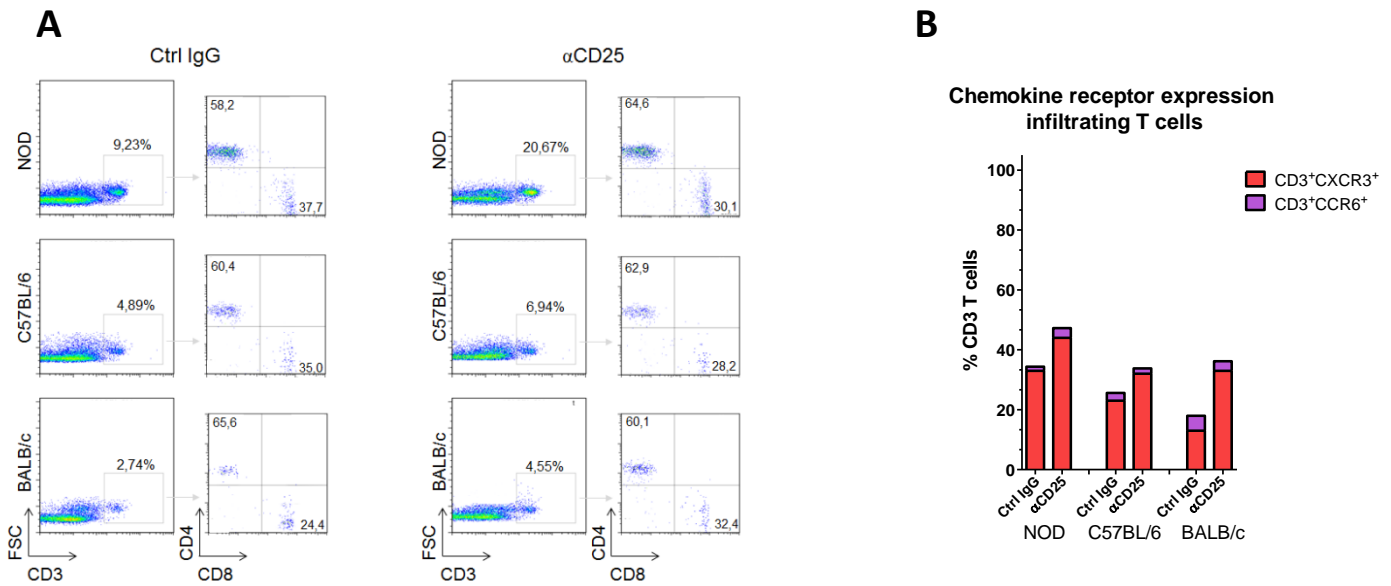 A
Ctrl IgG
αCD25
NOD
9,23%
58,2
37,7
NOD
20,67%
64,6
30,1
C57BL/6
4,89%
60,4
35,0
C57BL/6
6,94%
62,9
28,2
BALB/c
2,74%
65,6
24,4
BALB/c
4,55%
60,1
32,4
FSC
CD3
CD4
CD8
FSC
CD3
CD4
CD8
B
Chemokine receptor expression
infiltrating T cells
CD3⁺CXCR3⁺
CD3⁺CCR6⁺
% CD3 T cells
100
80
60
40
20
0
Ctrl IgG
αCD25
Ctrl IgG
αCD25
Ctrl IgG
αCD25
NOD
C57BL/6
BALB/c